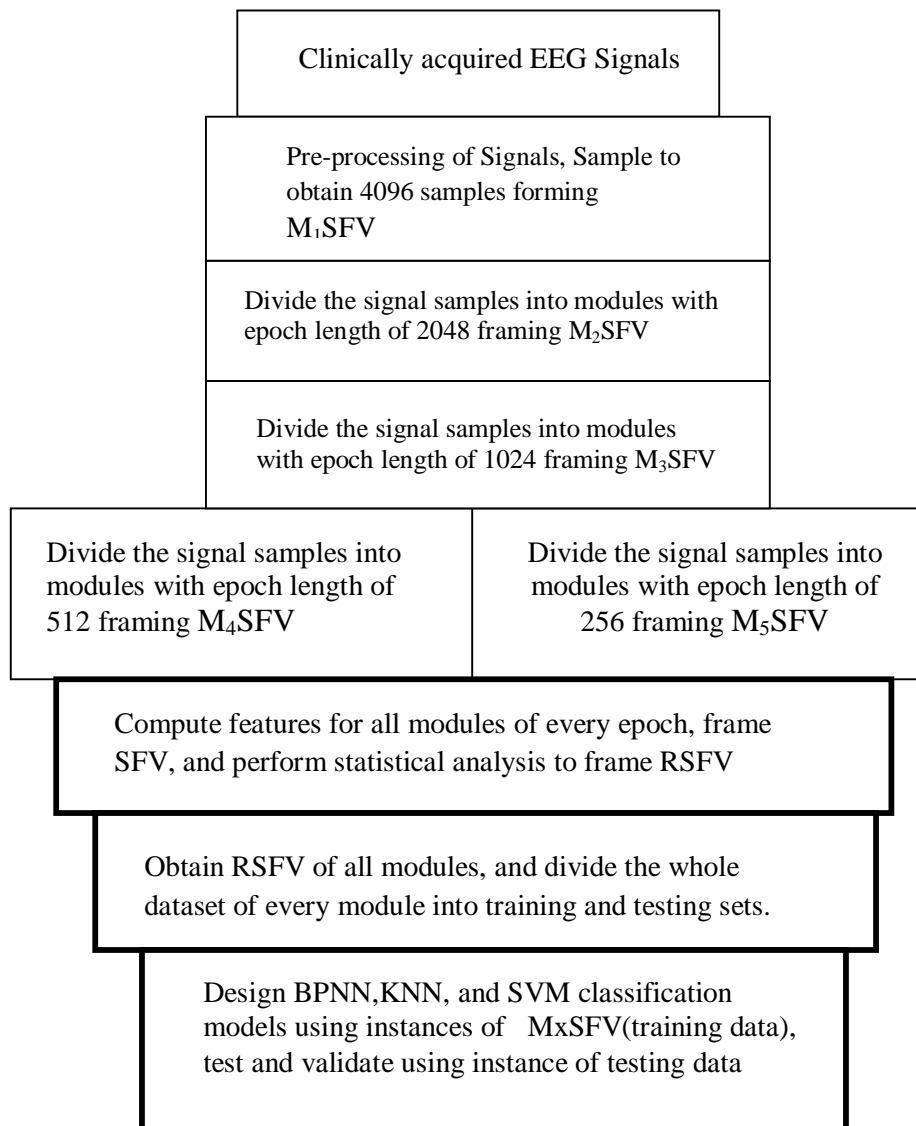 Clinically acquired EEG Signals
Pre-processing of Signals, Sample to
obtain 4096 samples forming
M₁SFV
Divide the signal samples into modules with
epoch length of 2048 framing M₂SFV
Divide the signal samples into modules
with epoch length of 1024 framing M₃SFV
Divide the signal samples into
modules with epoch length of
512 framing M₄SFV
Divide the signal samples into
modules with epoch length of
256 framing M₅SFV
Compute features for all modules of every epoch, frame
SFV, and perform statistical analysis to frame RSFV
Obtain RSFV of all modules, and divide the whole
dataset of every module into training and testing sets.
Design BPNN,KNN, and SVM classification
models using instances of MxSFV(training data),
test and validate using instance of testing data